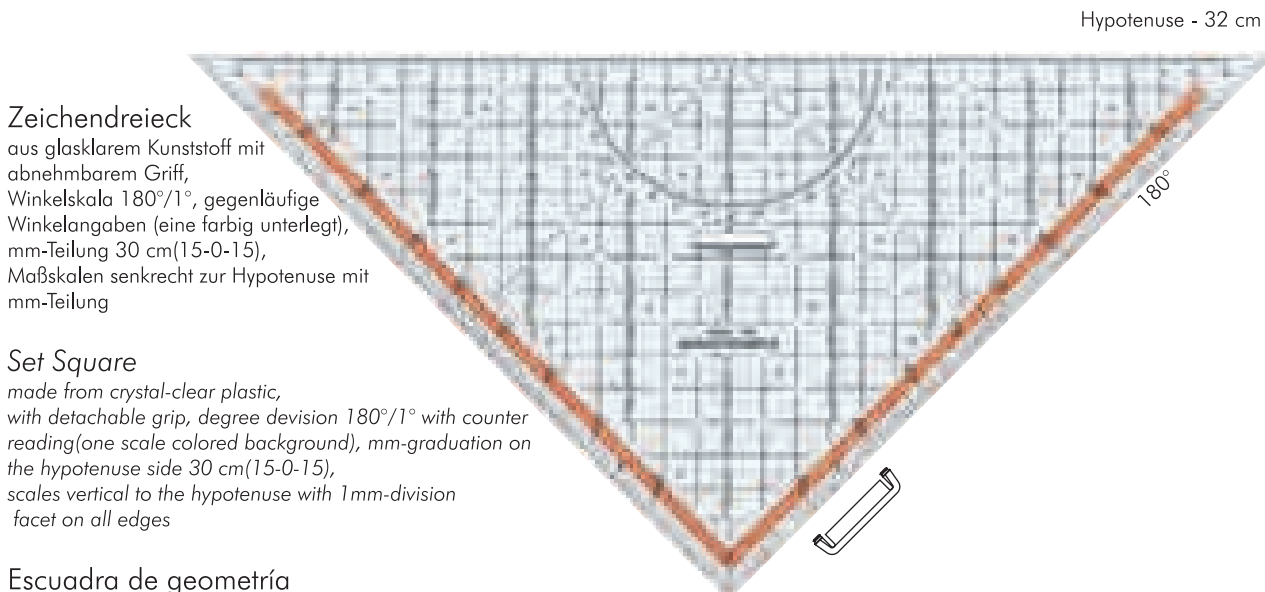 Hypotenuse - 32 cm
Zeichendreieck
aus glasklarem Kunststoff mit
abnehmbarem Griff,
Winkelskala 180°/1°, gegenläufige
Winkelangaben (eine farbig unterlegt),
mm-Teilung 30 cm(15-0-15),
Maßskalen senkrecht zur Hypotenuse mit
mm-Teilung
180°
Set Square
made from crystal-clear plastic,
with detachable grip, degree devision 180°/1° with counter
reading(one scale colored background), mm-graduation on
the hypotenuse side 30 cm(15-0-15),
scales vertical to the hypotenuse with 1mm-division
facet on all edges
Escuadra de geometría